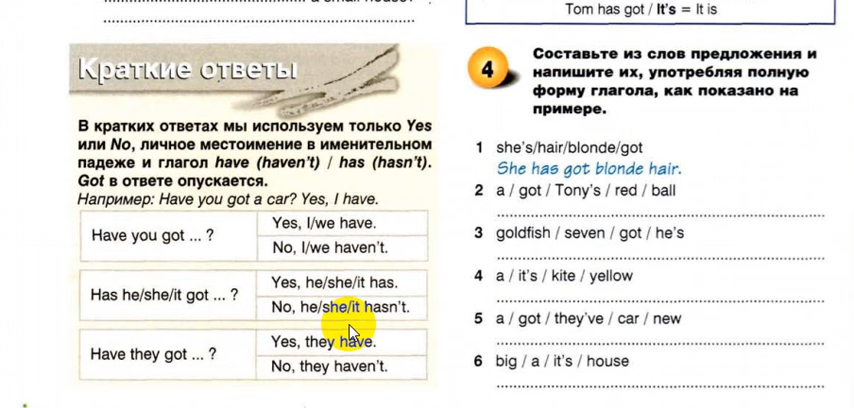 a small house?
Tom has got / It's = It is
Краткие ответы
В кратких ответах мы используем только Yes
или No, личное местоимение в именительном
падеже и глагол have (haven't) / has (hasn't).
Got в ответе опускается.
Например: Have you got a car? Yes, I have.
Have you got ... ?
Yes, I/we have.
No, I/we haven't.
Has he/she/it got ... ?
Yes, he/she/it has.
No, he/she/it hasn't.
Have they got ... ?
Yes, they have.
No, they haven't.
4
Составьте из слов предложения и
напишите их, употребляя полную
форму глагола, как показано на
примере.
1 she's/hair/blonde/got
She has got blonde hair.
2 a / got / Tony's / red / ball
3 goldfish / seven / got / he's
4 a / it's / kite / yellow
5 a / got / they've / car / new
6 big / a / it's / house